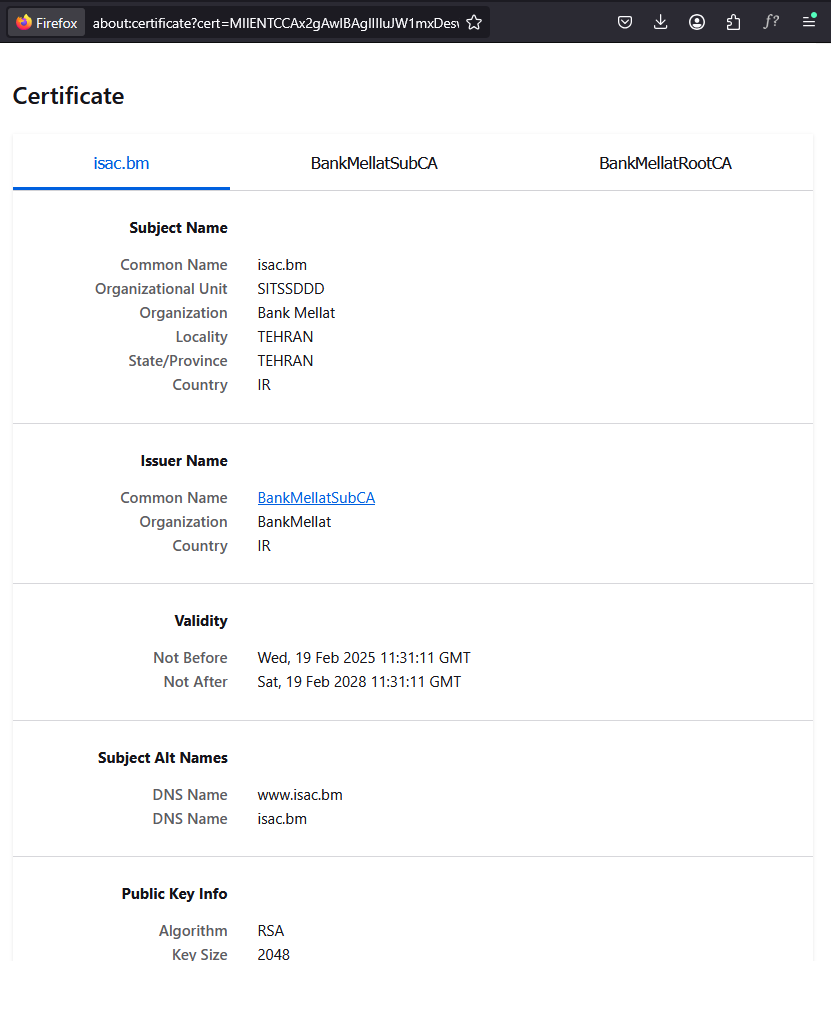 Firefox about:certificate?cert=MIIENTCCAx2gAwIBAgIIIuJW1mxDesv
Certificate
isac.bm BankMellatSubCA BankMellatRootCA
Subject Name
Common Name isac.bm
Organizational Unit SITSSDDD
Organization Bank Mellat
Locality TEHRAN
State/Province TEHRAN
Country IR
Issuer Name
Common Name BankMellatSubCA
Organization BankMellat
Country IR
Validity
Not Before Wed, 19 Feb 2025 11:31:11 GMT
Not After Sat, 19 Feb 2028 11:31:11 GMT
Subject Alt Names
DNS Name www.isac.bm
DNS Name isac.bm
Public Key Info
Algorithm RSA
Key Size 2048